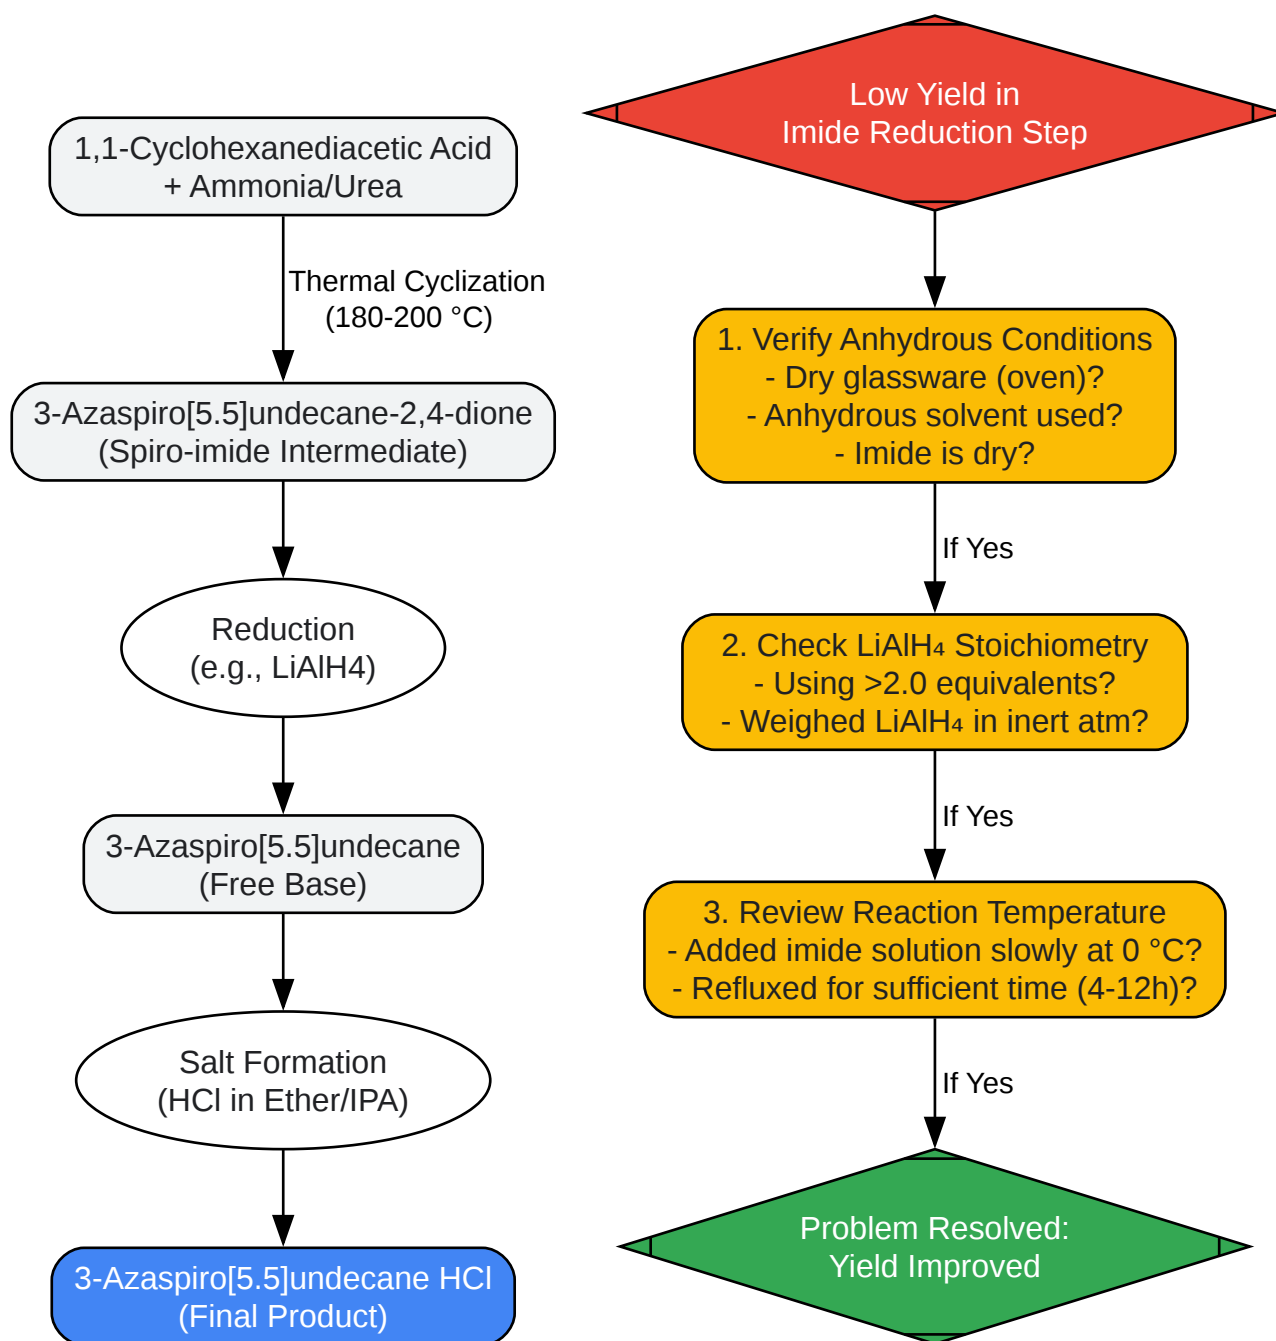 1,1-Cyclohexanediacetic Acid
+ Ammonia/Urea
Thermal Cyclization
(180-200 °C)
3-Azaspiro[5.5]undecane-2,4-dione
(Spiro-imide Intermediate)
Reduction
(e.g., LiAlH4)
3-Azaspiro[5.5]undecane
(Free Base)
Salt Formation
(HCl in Ether/IPA)
3-Azaspiro[5.5]undecane HCl
(Final Product)
Low Yield in
Imide Reduction Step
1. Verify Anhydrous Conditions
- Dry glassware (oven)?
- Anhydrous solvent used?
- Imide is dry?
If Yes
2. Check LiAlH₄ Stoichiometry
- Using >2.0 equivalents?
- Weighed LiAlH₄ in inert atm?
If Yes
3. Review Reaction Temperature
- Added imide solution slowly at 0 °C?
- Refluxed for sufficient time (4-12h)?
If Yes
Problem Resolved:
Yield Improved